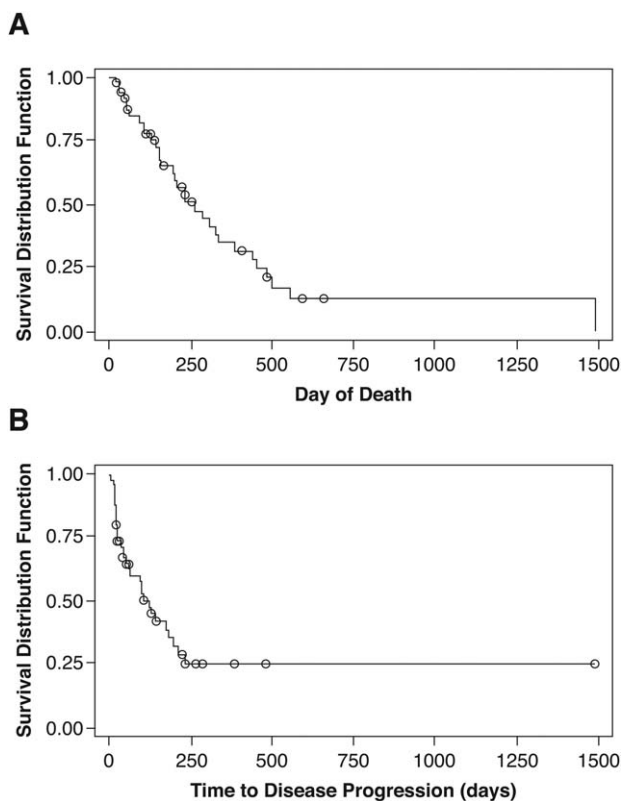 A
Survival Distribution Function
1.00
0.75
0.50
0.25
0.00
0 250 500 750 1000 1250 1500
Day of Death
B
Survival Distribution Function
1.00
0.75
0.50
0.25
0.00
0 250 500 750 1000 1250 1500
Time to Disease Progression (days)